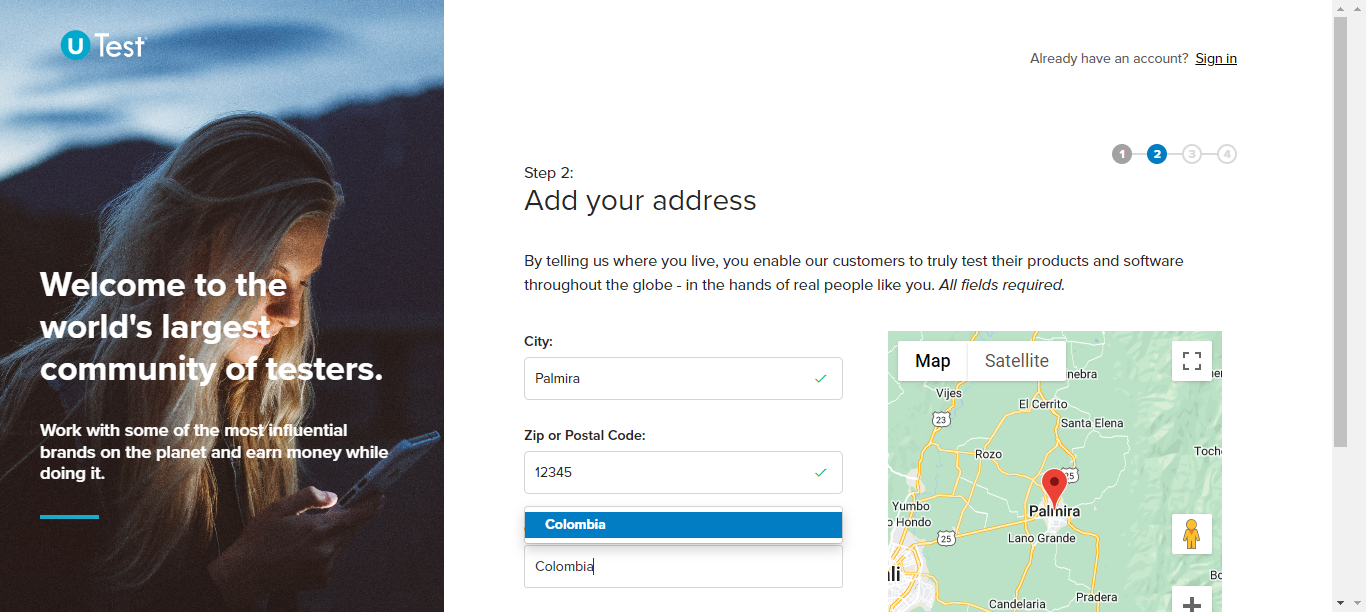 U Test
Already have an account? Sign in
1 2 3 4
Step 2:
Add your address
By telling us where you live, you enable our customers to truly test their products and software
throughout the globe - in the hands of real people like you. All fields required.
Welcome to the
world's largest
community of testers.
Work with some of the most influential
brands on the planet and earn money while
doing it.
City:
Palmira
Zip or Postal Code:
12345
Colombia
Colombia
Map Satellite
Vijes
El Cerrito
23
Santa Elena
Rozo
25
Yumbo
Palmira
Hondo
25
Lano Grande
Candelaria
Pradera